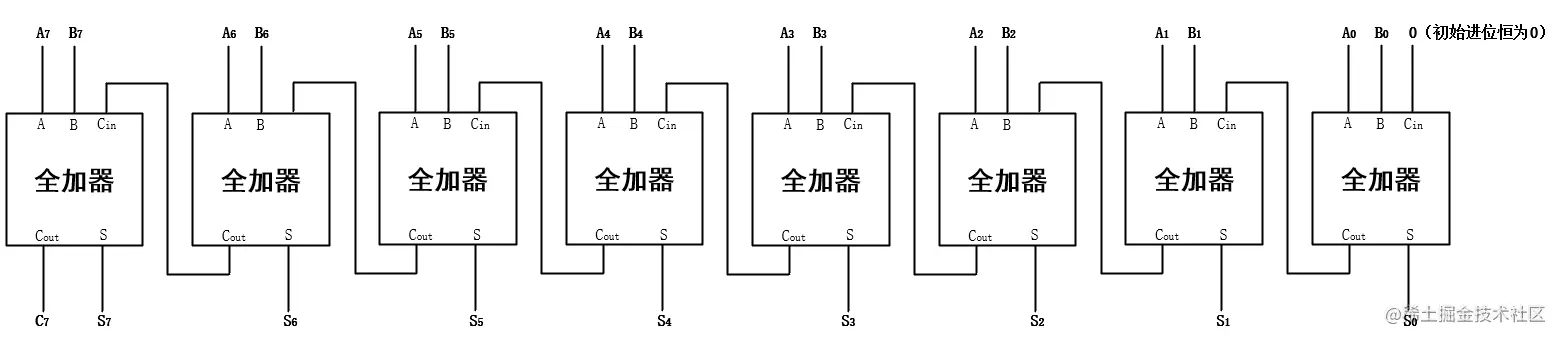 A7 B7 A6 B6 A5 B5 A4 B4 A3 B3 A2 B2 A1 B1 A0 B0 0（初始进位恒为0）
A B Cin A B A B Cin A B Cin A B Cin A B A B Cin A B Cin
全加器 全加器 全加器 全加器 全加器 全加器 全加器 全加器
Cout S Cout S Cout S Cout S Cout S Cout S Cout S Cout S
C7 S7 S6 S5 S4 S3 S2 S1 S0
@稀土掘金技术社区